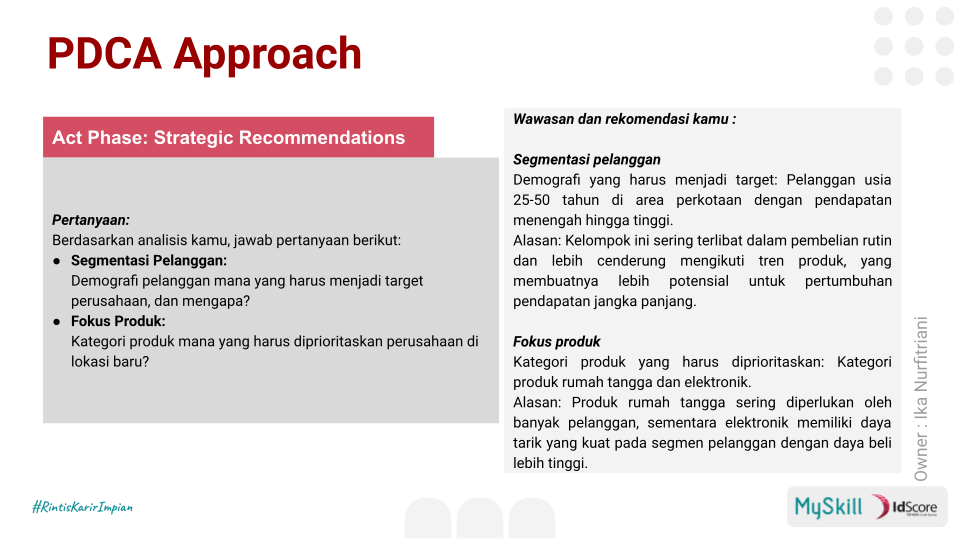 PDCA Approach
Act Phase: Strategic Recommendations
Pertanyaan:
Berdasarkan analisis kamu, jawab pertanyaan berikut:
● Segmentasi Pelanggan:
Demografi pelanggan mana yang harus menjadi target
perusahaan, dan mengapa?
● Fokus Produk:
Kategori produk mana yang harus diprioritaskan perusahaan di
lokasi baru?
Wawasan dan rekomendasi kamu :
Segmentasi pelanggan
Demografi yang harus menjadi target: Pelanggan usia
25-50 tahun di area perkotaan dengan pendapatan
menengah hingga tinggi.
Alasan: Kelompok ini sering terlibat dalam pembelian rutin
dan lebih cenderung mengikuti tren produk, yang
membuatnya lebih potensial untuk pertumbuhan
pendapatan jangka panjang.
Fokus produk
Kategori produk yang harus diprioritaskan: Kategori
produk rumah tangga dan elektronik.
Alasan: Produk rumah tangga sering diperlukan oleh
banyak pelanggan, sementara elektronik memiliki daya
tarik yang kuat pada segmen pelanggan dengan daya beli
lebih tinggi.
Owner : Ika Nurfitriani
#RintisKarirImpian
MySkill
IdScore